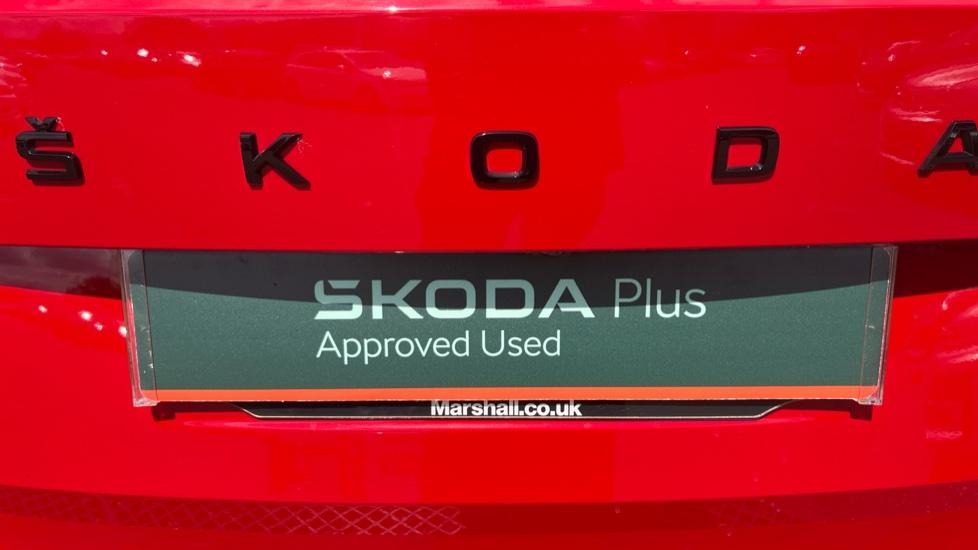 ŠKODA
ŠKODA Plus
Approved Used
Marshall.co.uk